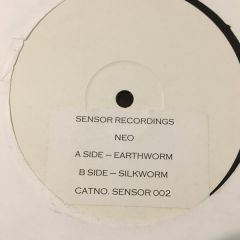 SENSOR RECORDINGS
NEO
A SIDE – EARTHWORM
B SIDE – SILKWORM
CATNO. SENSOR 002